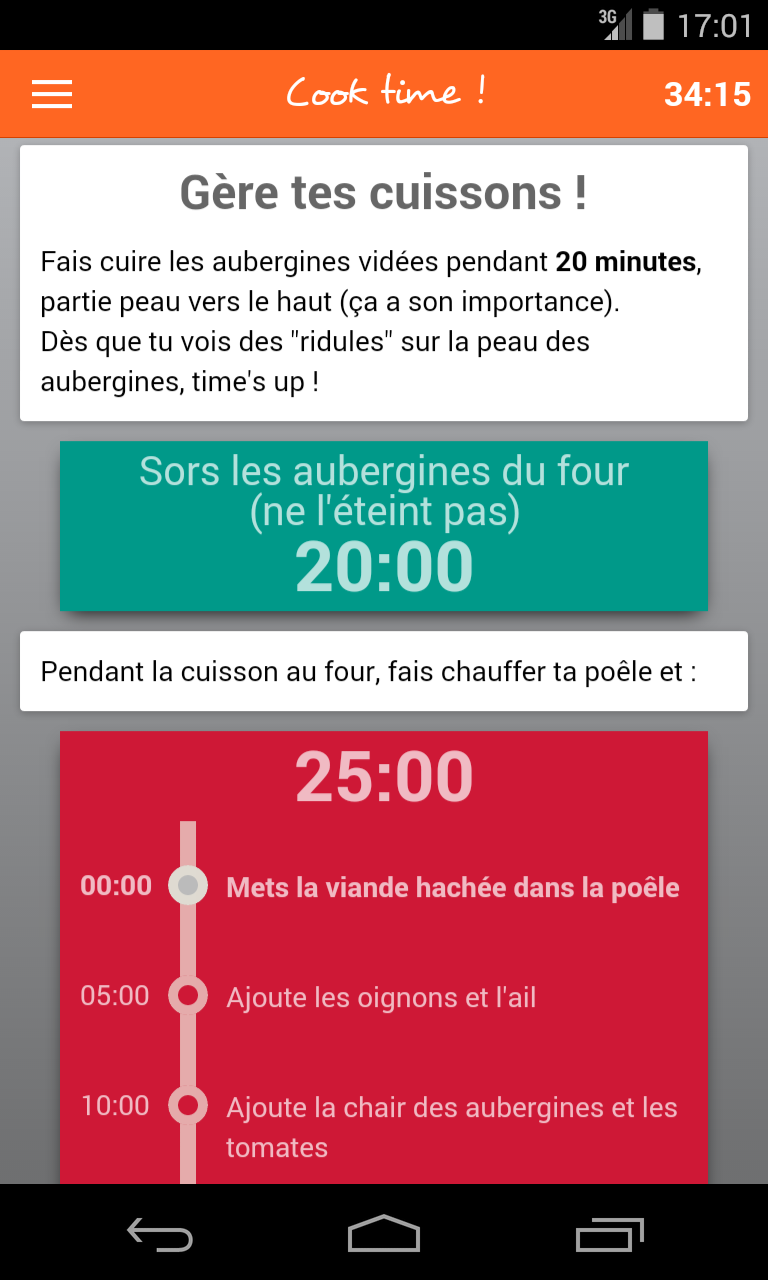 3G 17:01
Cook time ! 34:15
Gère tes cuissons !
Fais cuire les aubergines vidées pendant 20 minutes,
partie peau vers le haut (ça a son importance).
Dès que tu vois des "ridules" sur la peau des
aubergines, time's up !
Sors les aubergines du four
(ne l'éteint pas)
20:00
Pendant la cuisson au four, fais chauffer ta poêle et :
25:00
00:00 Mets la viande hachée dans la poêle
05:00 Ajoute les oignons et l'ail
10:00 Ajoute la chair des aubergines et les
tomates